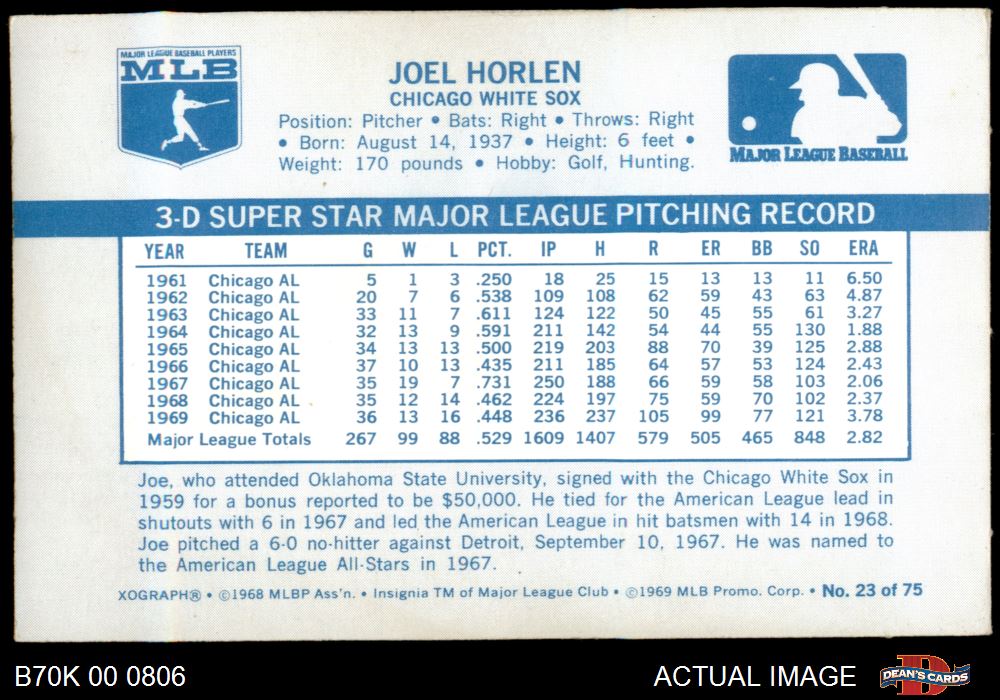 MAJOR LEAGUE BASEBALL PLAYERS
MLB
JOEL HORLEN
CHICAGO WHITE SOX
Position: Pitcher • Bats: Right • Throws: Right
• Born: August 14, 1937 • Height: 6 feet •
Weight: 170 pounds • Hobby: Golf, Hunting.
MAJOR LEAGUE BASEBALL
3-D SUPER STAR MAJOR LEAGUE PITCHING RECORD
YEAR TEAM G W L PCT. IP H R ER BB SO ERA
1961 Chicago AL 5 1 3 .250 18 25 15 13 13 11 6.50
1962 Chicago AL 20 7 6 .538 109 108 62 59 43 63 4.87
1963 Chicago AL 33 11 7 .611 124 122 50 45 55 61 3.27
1964 Chicago AL 32 13 9 .591 211 142 54 44 55 130 1.88
1965 Chicago AL 34 13 13 .500 219 203 88 70 39 125 2.88
1966 Chicago AL 37 10 13 .435 211 185 64 57 53 124 2.43
1967 Chicago AL 35 19 7 .731 250 188 66 59 58 103 2.06
1968 Chicago AL 35 12 14 .462 224 197 75 59 70 102 2.37
1969 Chicago AL 36 13 16 .448 236 237 105 99 77 121 3.78
Major League Totals 267 99 88 .529 1609 1407 579 505 465 848 2.82
Joe, who attended Oklahoma State University, signed with the Chicago White Sox in
1959 for a bonus reported to be $50,000. He tied for the American League lead in
shutouts with 6 in 1967 and led the American League in hit batsmen with 14 in 1968.
Joe pitched a 6-0 no-hitter against Detroit, September 10, 1967. He was named to
the American League All-Stars in 1967.
XOGRAPH® • ©1968 MLBP Ass'n. • Insignia TM of Major League Club • ©1969 MLB Promo. Corp. • No. 23 of 75
B70K 00 0806
ACTUAL IMAGE
DEAN'S CARDS